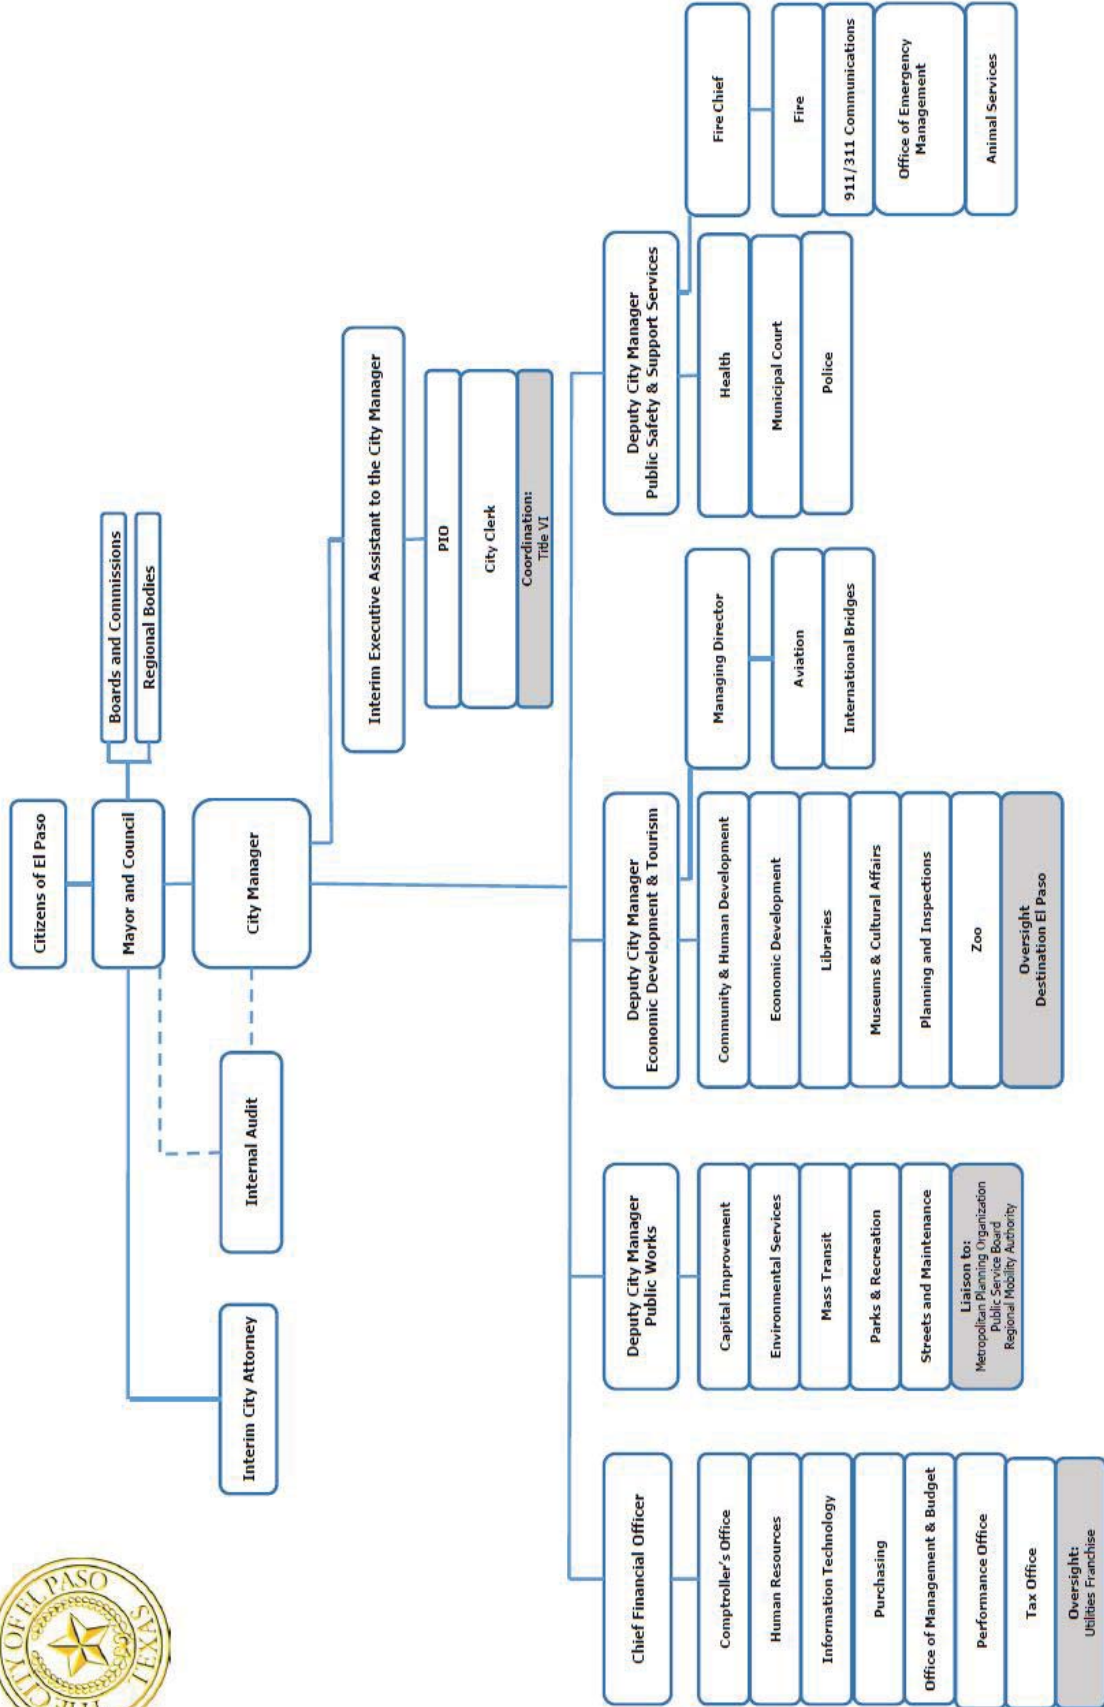 THE CITY OF EL PASO
TEXAS
Citizens of El Paso
Mayor and Council
Boards and Commissions
Regional Bodies
City Manager
Interim City Attorney
Internal Audit
Interim Executive Assistant to the City Manager
PIO
City Clerk
Coordination:
Title VI
Chief Financial Officer
Comptroller's Office
Human Resources
Information Technology
Purchasing
Office of Management & Budget
Performance Office
Tax Office
Oversight:
Utilities Franchise
Deputy City Manager
Public Works
Capital Improvement
Environmental Services
Mass Transit
Parks & Recreation
Streets and Maintenance
Liaison to:
Metropolitan Planning Organization
Public Service Board
Regional Mobility Authority
Deputy City Manager
Economic Development & Tourism
Community & Human Development
Economic Development
Libraries
Museums & Cultural Affairs
Planning and Inspections
Zoo
Oversight
Destination El Paso
Managing Director
Aviation
International Bridges
Deputy City Manager
Public Safety & Support Services
Health
Municipal Court
Police
Fire Chief
Fire
911/311 Communications
Office of Emergency
Management
Animal Services